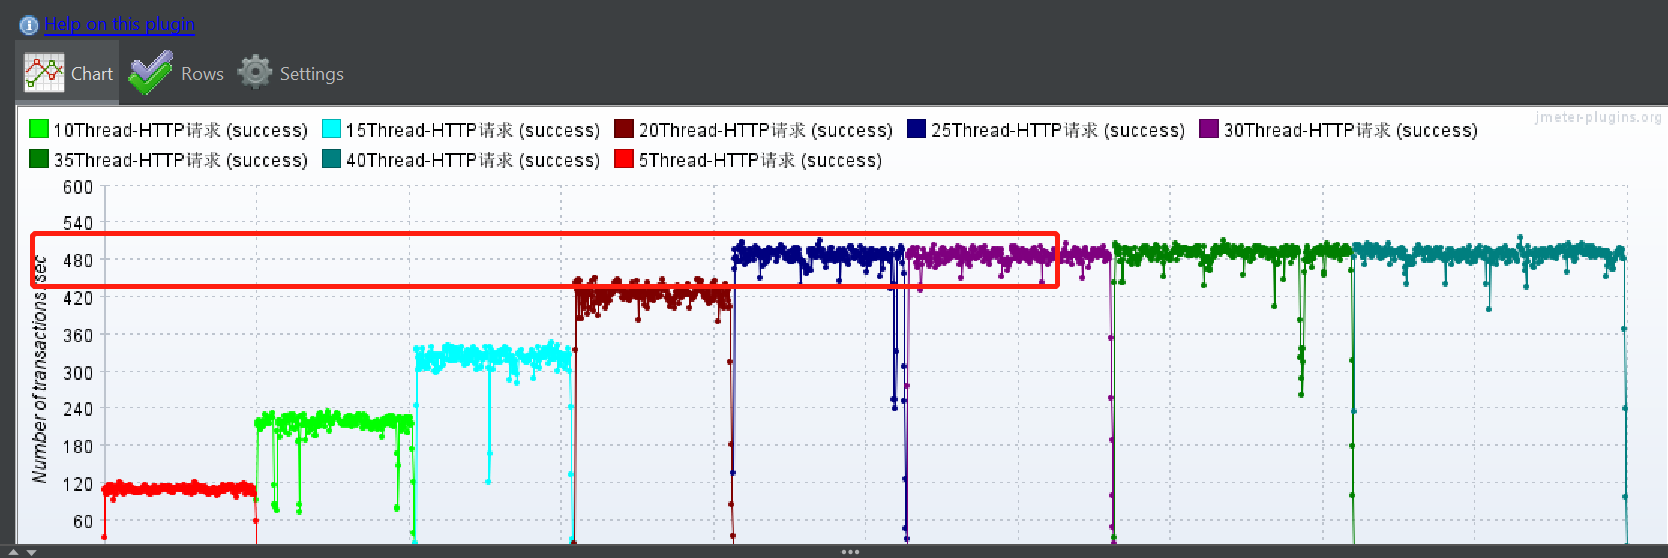 Help on this plugin
Chart Rows Settings
jmeter-plugins.org
10Thread-HTTP请求 (success) 15Thread-HTTP请求 (success) 20Thread-HTTP请求 (success) 25Thread-HTTP请求 (success) 30Thread-HTTP请求 (success)
35Thread-HTTP请求 (success) 40Thread-HTTP请求 (success) 5Thread-HTTP请求 (success)
Number of transactions /sec
600
540
480
420
360
300
240
180
120
60